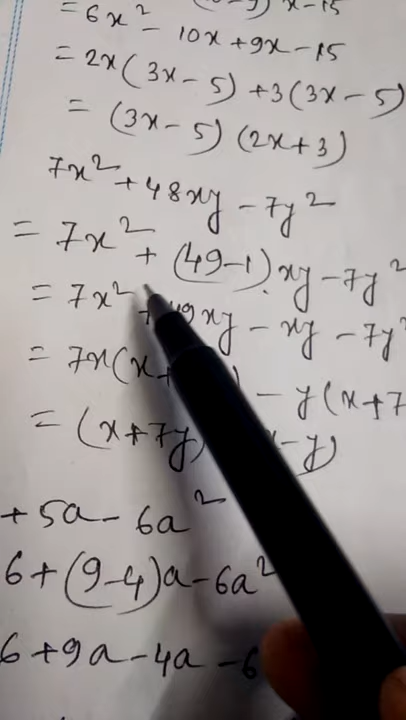 =6x² - 10x+9x-15
= 2x(3x-5)+3(3x-5)
= (3x-5)(2x+3)
7x²+48xy-7y²
= 7x²+(49-1)xy-7y²
= 7x² xy - xy - 7y²
= 7x(x - y(x+7
= (x+7y) -y)
+5a-6a²
6+(9-4)a-6a²
6+9a-4a-6